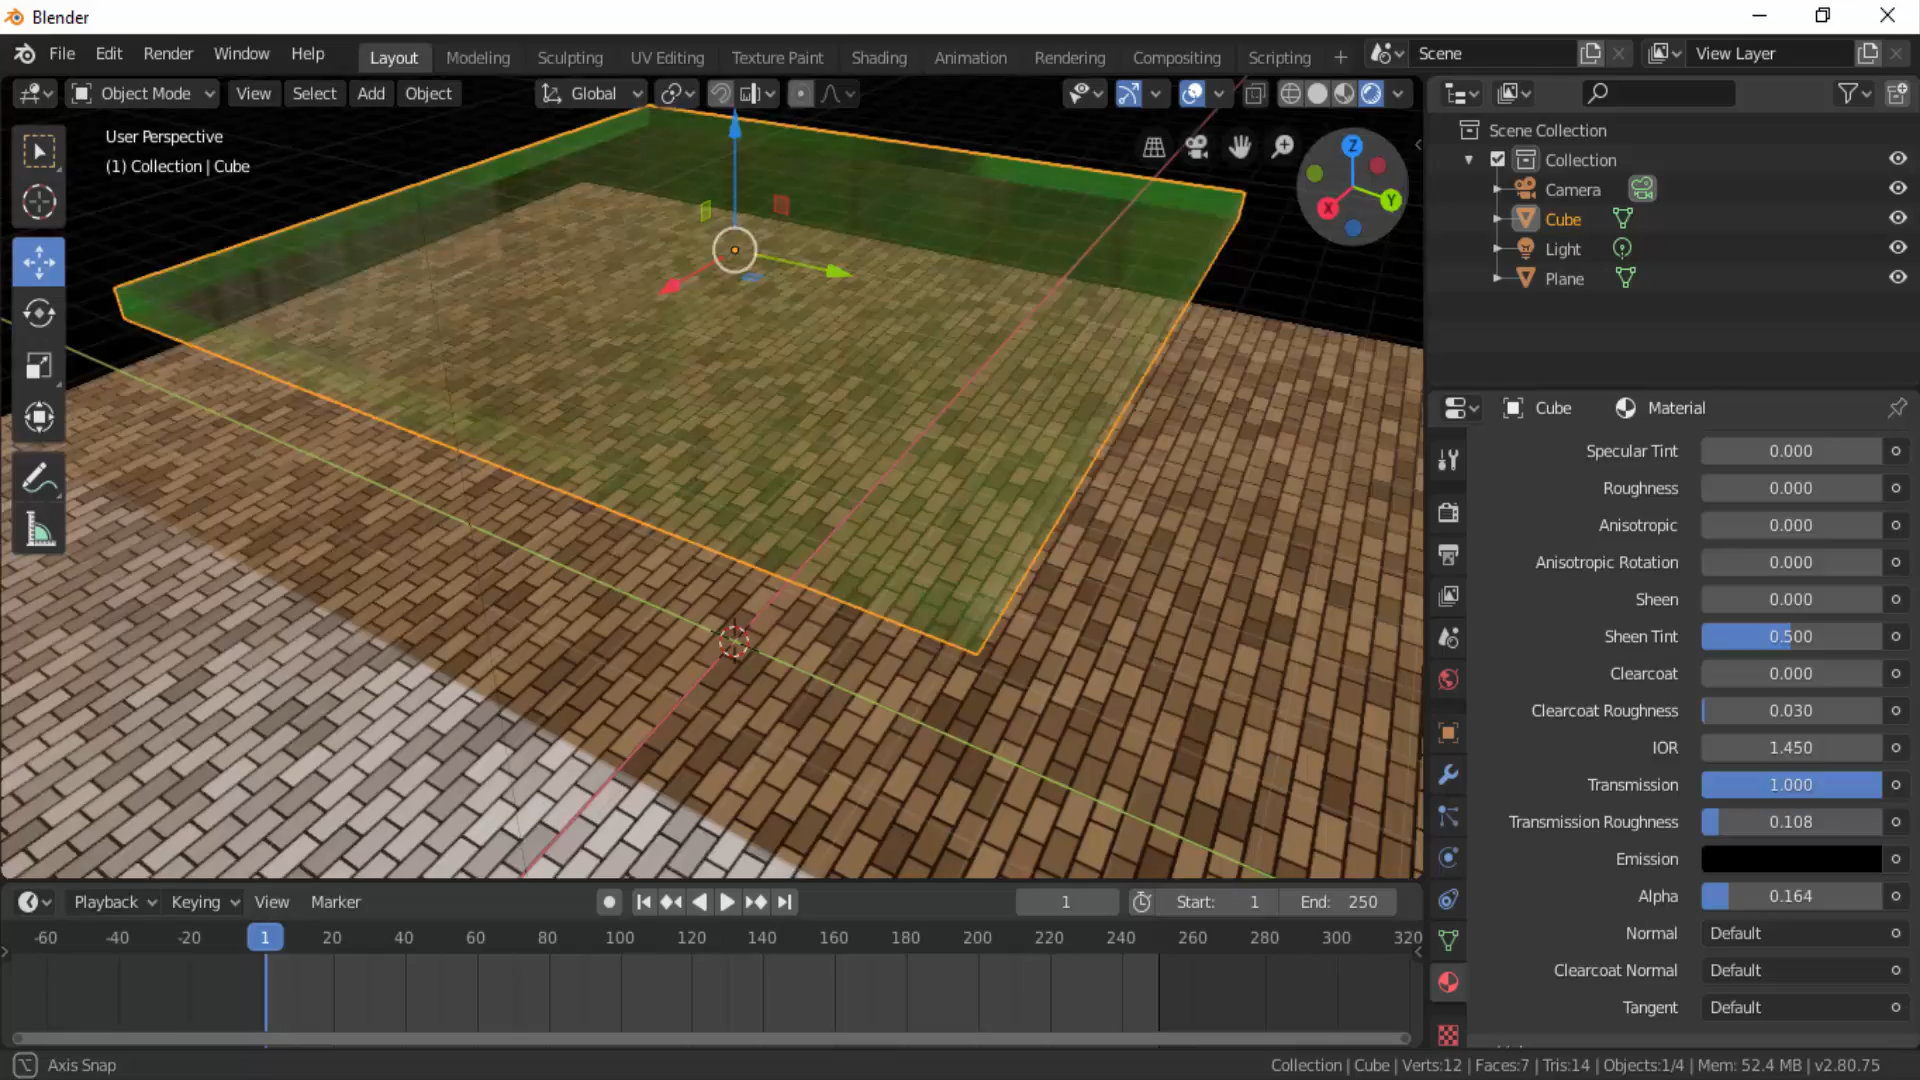 Blender
File Edit Render Window Help Layout Modeling Sculpting UV Editing Texture Paint Shading Animation Rendering Compositing Scripting + Scene View Layer
Object Mode View Select Add Object Global
User Perspective
(1) Collection | Cube
Z
Y
X
Scene Collection
Collection
Camera
Cube
Light
Plane
Cube Material
Specular Tint 0.000
Roughness 0.000
Anisotropic 0.000
Anisotropic Rotation 0.000
Sheen 0.000
Sheen Tint 0.500
Clearcoat 0.000
Clearcoat Roughness 0.030
IOR 1.450
Transmission 1.000
Transmission Roughness 0.108
Emission
Alpha 0.164
Normal Default
Clearcoat Normal Default
Tangent Default
Playback Keying View Marker 1 Start: 1 End: 250
-60 -40 -20 1 20 40 60 80 100 120 140 160 180 200 220 240 260 280 300 320
Axis Snap
Collection | Cube | Verts:12 | Faces:7 | Tris:14 | Objects:1/4 | Mem: 52.4 MB | v2.80.75